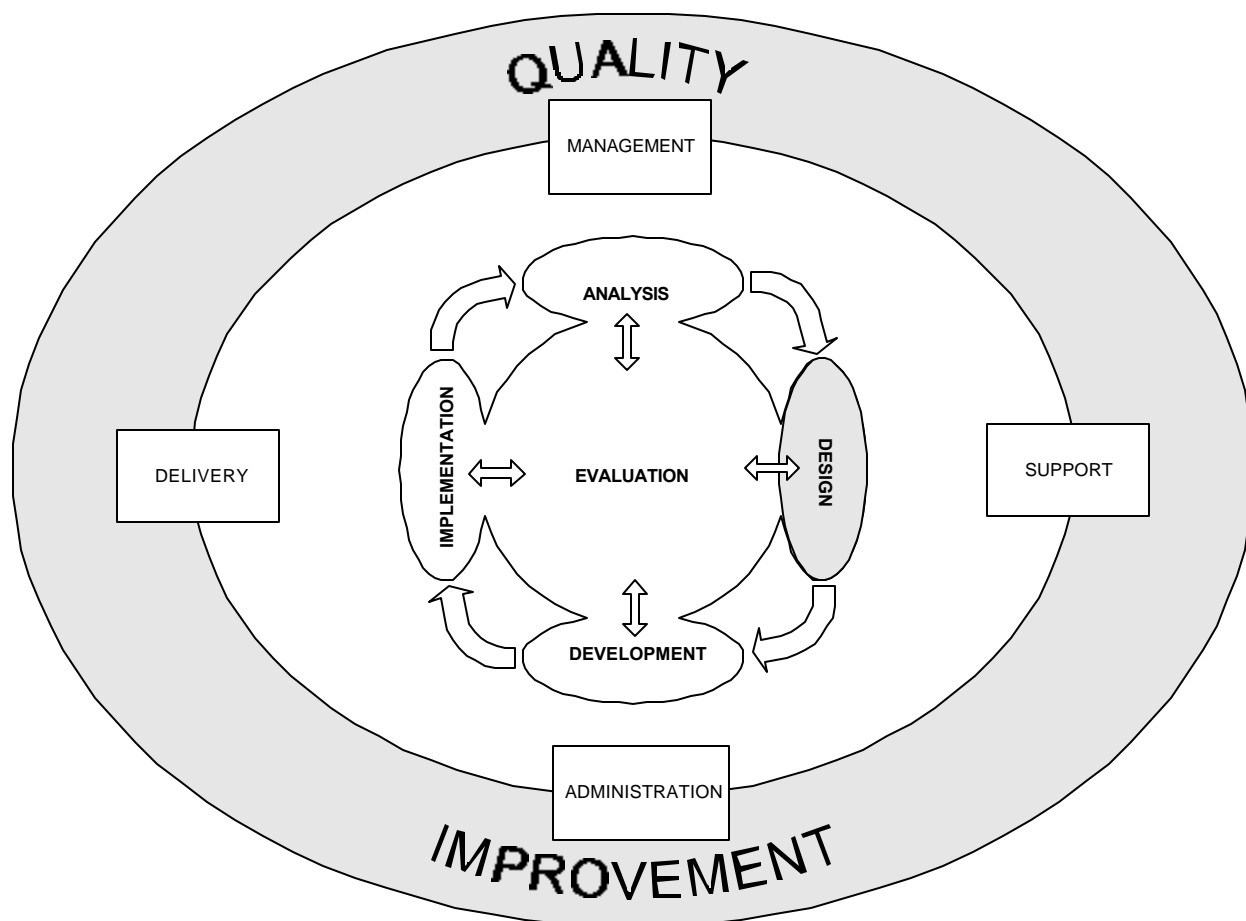 QUALITY
MANAGEMENT
ANALYSIS
IMPLEMENTATION
EVALUATION
DESIGN
DELIVERY
SUPPORT
DEVELOPMENT
ADMINISTRATION
IMPROVEMENT